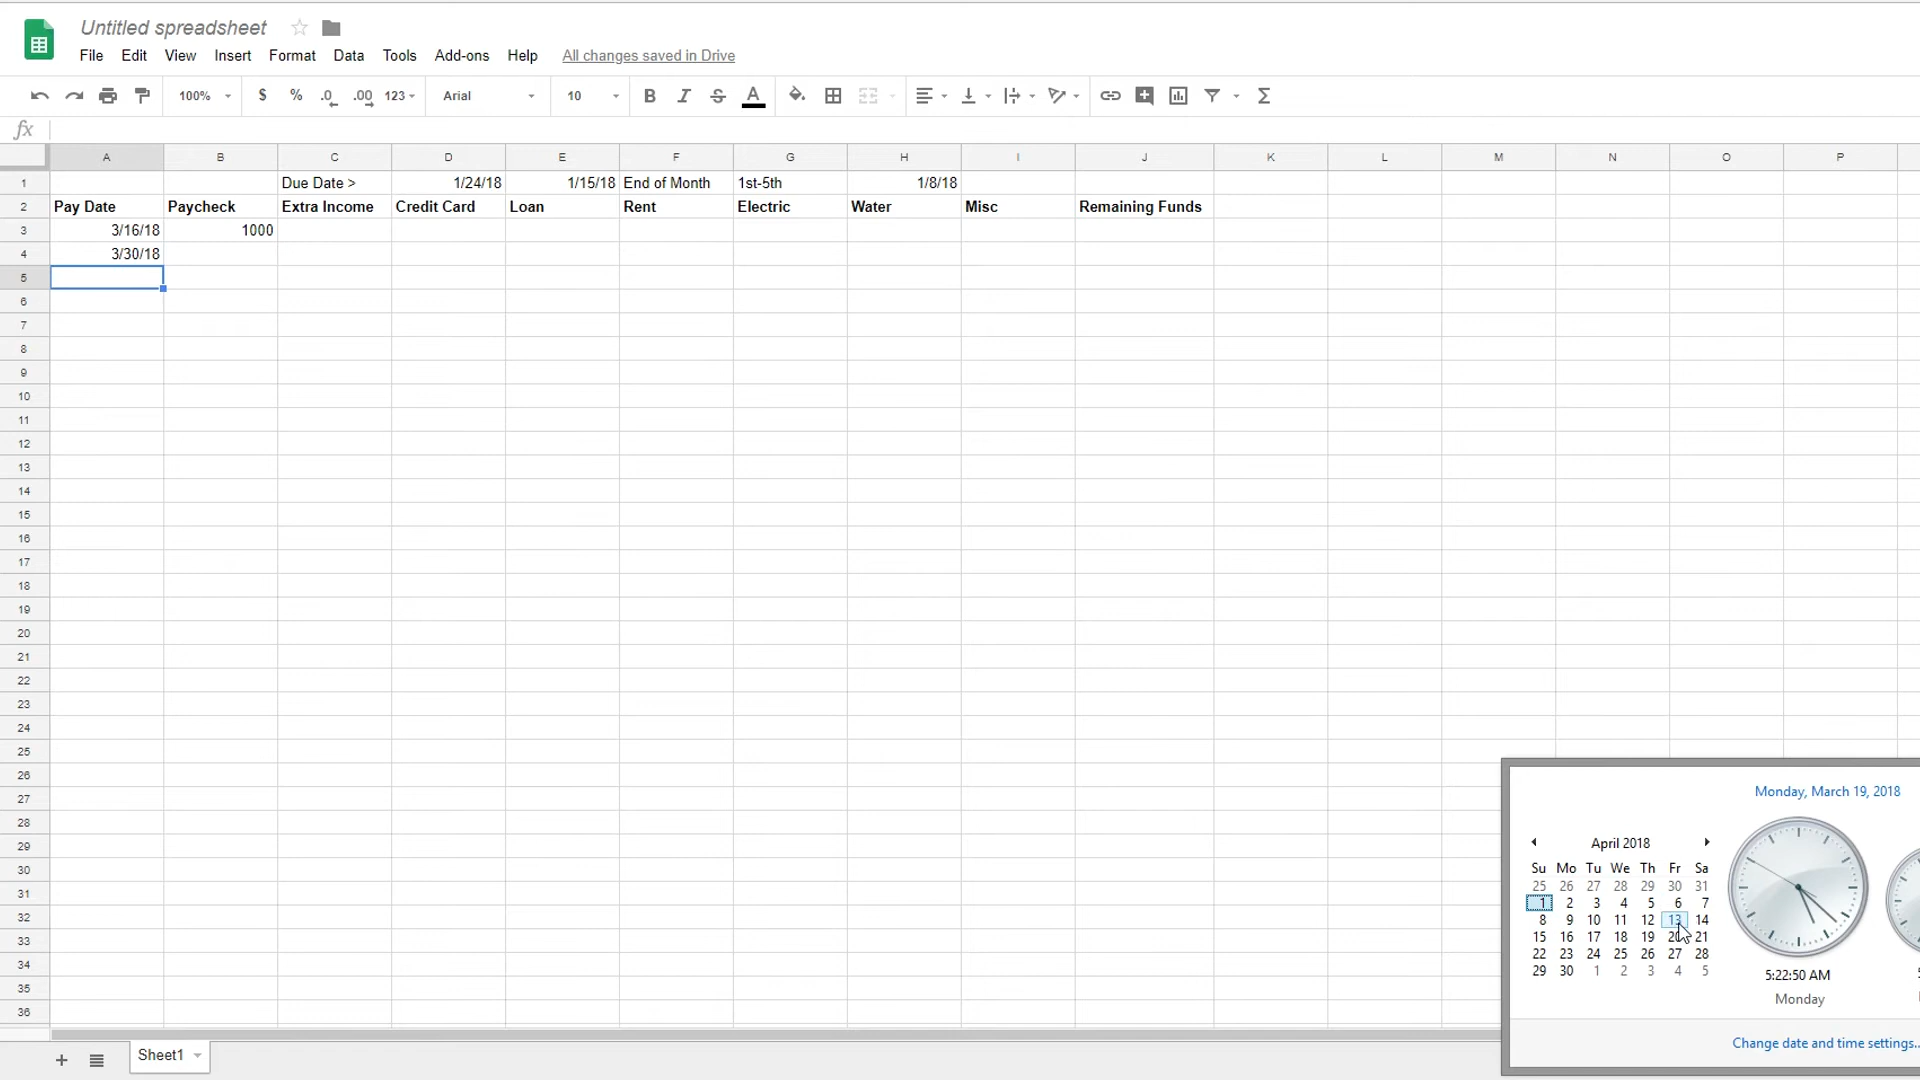 Untitled spreadsheet
File Edit View Insert Format Data Tools Add-ons Help All changes saved in Drive
100% $ % .0 .00 123 Arial 10 B I S A Σ
fx
A B C D E F G H I J K L M N O P
1 Due Date > 1/24/18 1/15/18 End of Month 1st-5th 1/8/18
2 Pay Date Paycheck Extra Income Credit Card Loan Rent Electric Water Misc Remaining Funds
3 3/16/18 1000
4 3/30/18
5
6
7
8
9
10
11
12
13
14
15
16
17
18
19
20
21
22
23
24
25
26
27
28
29
30
31
32
33
34
35
36
Monday, March 19, 2018
April 2018
Su Mo Tu We Th Fr Sa
25 26 27 28 29 30 31
1 2 3 4 5 6 7
8 9 10 11 12 13 14
15 16 17 18 19 20 21
22 23 24 25 26 27 28
29 30 1 2 3 4 5
5:22:50 AM
Monday
Change date and time settings...
Sheet1